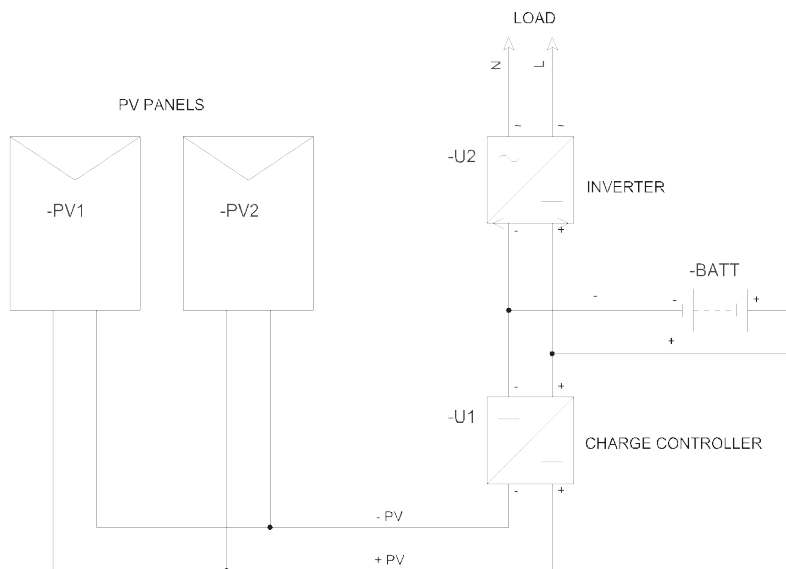 LOAD
N
L
PV PANELS
~
~
-U2
-PV1
-PV2
INVERTER
-
+
-BATT
-
-
+
+
-
+
-U1
CHARGE CONTROLLER
-
+
- PV
+ PV